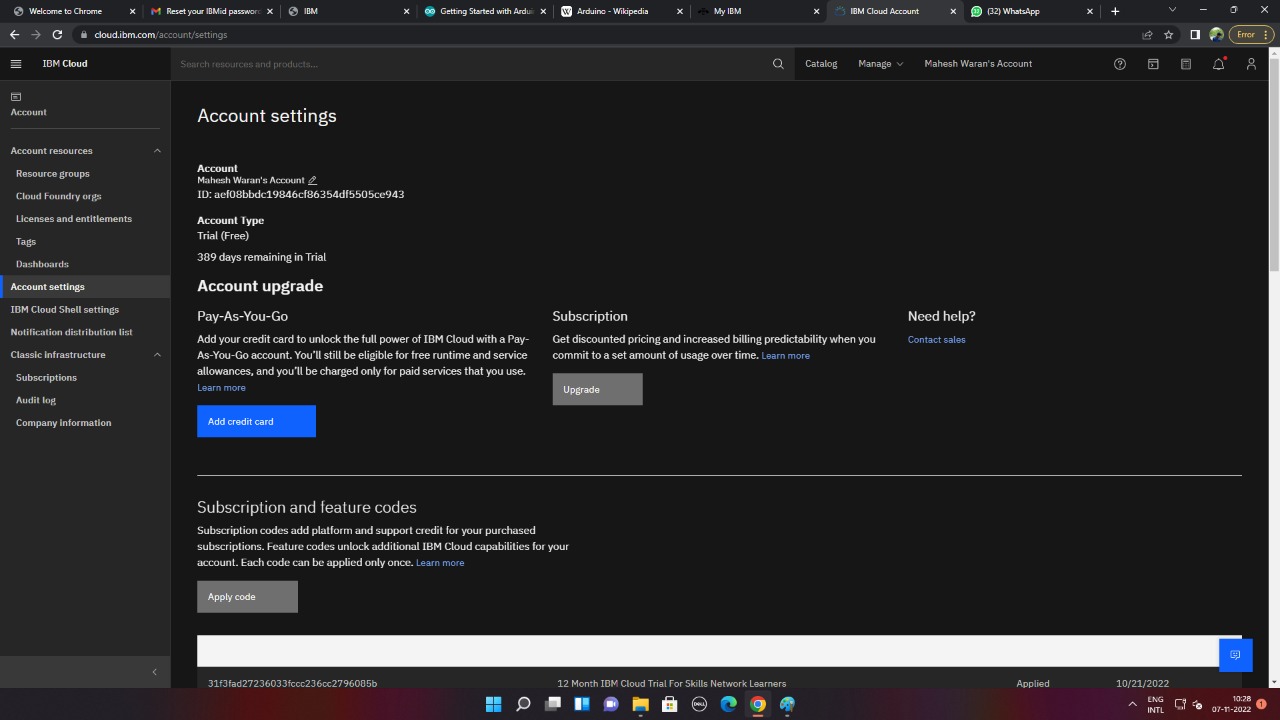 Welcome to Chrome
Reset your IBMid password
IBM
Getting Started with Ardui
Arduino - Wikipedia
My IBM
IBM Cloud Account
(32) WhatsApp
cloud.ibm.com/account/settings
Error
IBM Cloud
Search resources and products...
Catalog
Manage
Mahesh Waran's Account
Account
Account resources
Resource groups
Cloud Foundry orgs
Licenses and entitlements
Tags
Dashboards
Account settings
IBM Cloud Shell settings
Notification distribution list
Classic infrastructure
Subscriptions
Audit log
Company information
Account settings
Account
Mahesh Waran's Account
ID: aef08bbdc19846cf86354df5505ce943
Account Type
Trial (Free)
389 days remaining in Trial
Account upgrade
Pay-As-You-Go
Add your credit card to unlock the full power of IBM Cloud with a Pay-
As-You-Go account. You'll still be eligible for free runtime and service
allowances, and you'll be charged only for paid services that you use.
Learn more
Add credit card
Subscription
Get discounted pricing and increased billing predictability when you
commit to a set amount of usage over time. Learn more
Upgrade
Need help?
Contact sales
Subscription and feature codes
Subscription codes add platform and support credit for your purchased
subscriptions. Feature codes unlock additional IBM Cloud capabilities for your
account. Each code can be applied only once. Learn more
Apply code
31f3fad27236033fccc236cc2796085b 12 Month IBM Cloud Trial For Skills Network Learners Applied 10/21/2022
DELL
ENG
INTL
10:28
07-11-2022
1